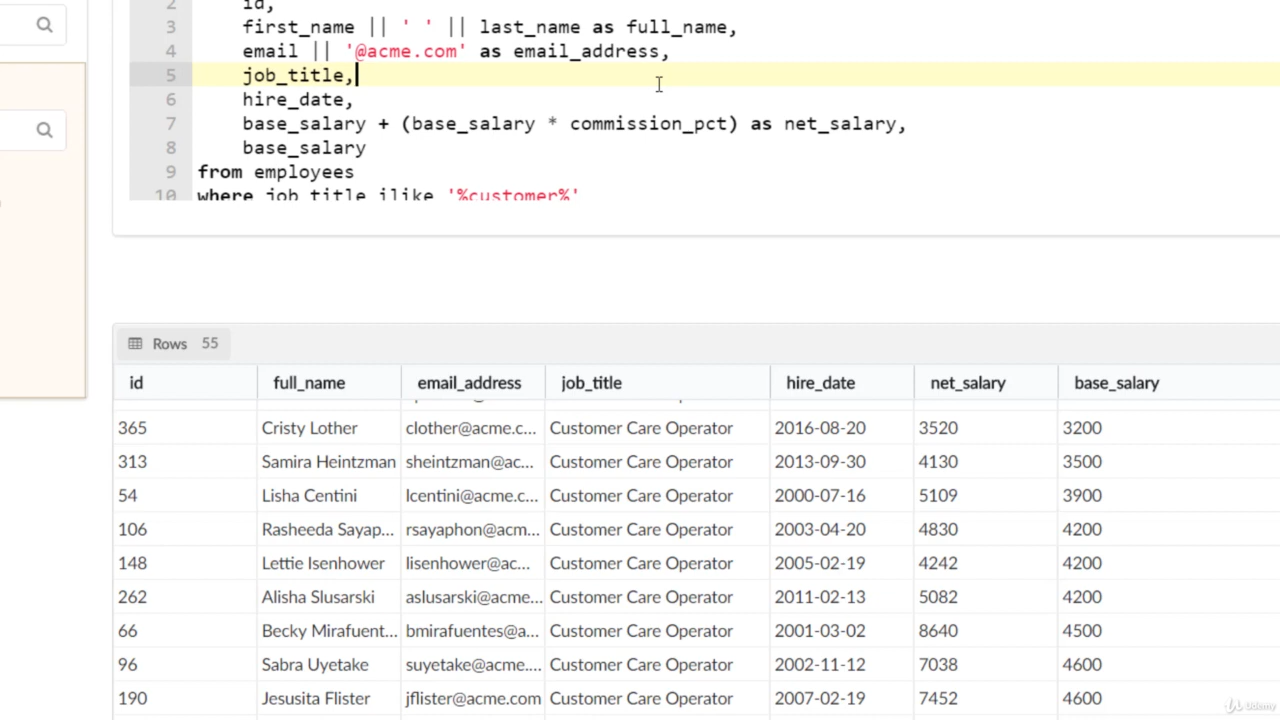 2 id,
3 first_name || ' ' || last_name as full_name,
4 email || '@acme.com' as email_address,
5 job_title,
6 hire_date,
7 base_salary + (base_salary * commission_pct) as net_salary,
8 base_salary
9 from employees
10 where job_title ilike '%customer%'
Rows 55
id full_name email_address job_title hire_date net_salary base_salary
365 Cristy Lother clother@acme.c... Customer Care Operator 2016-08-20 3520 3200
313 Samira Heintzman sheintzman@ac... Customer Care Operator 2013-09-30 4130 3500
54 Lisha Centini lcentini@acme.c... Customer Care Operator 2000-07-16 5109 3900
106 Rasheeda Sayap... rsayaphon@acm... Customer Care Operator 2003-04-20 4830 4200
148 Lettie Isenhower lisenhower@ac... Customer Care Operator 2005-02-19 4242 4200
262 Alisha Slusarski aslusarski@acme... Customer Care Operator 2011-02-13 5082 4200
66 Becky Mirafuent... bmirafuentes@a... Customer Care Operator 2001-03-02 8640 4500
96 Sabra Uyetake suyetake@acme.... Customer Care Operator 2002-11-12 7038 4600
190 Jesusita Flister jflister@acme.com Customer Care Operator 2007-02-19 7452 4600
Udemy